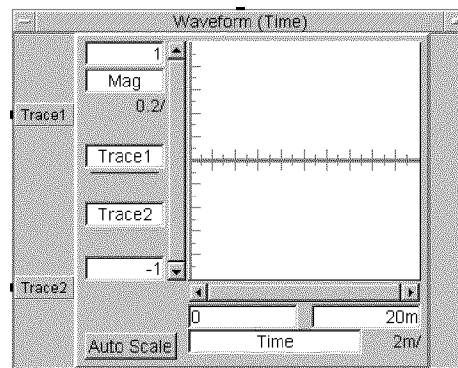 Waveform (Time)
1
Mag
0.2/
Trace1
Trace1
Trace2
-1
Trace2
0
20m
Auto Scale
Time
2m/